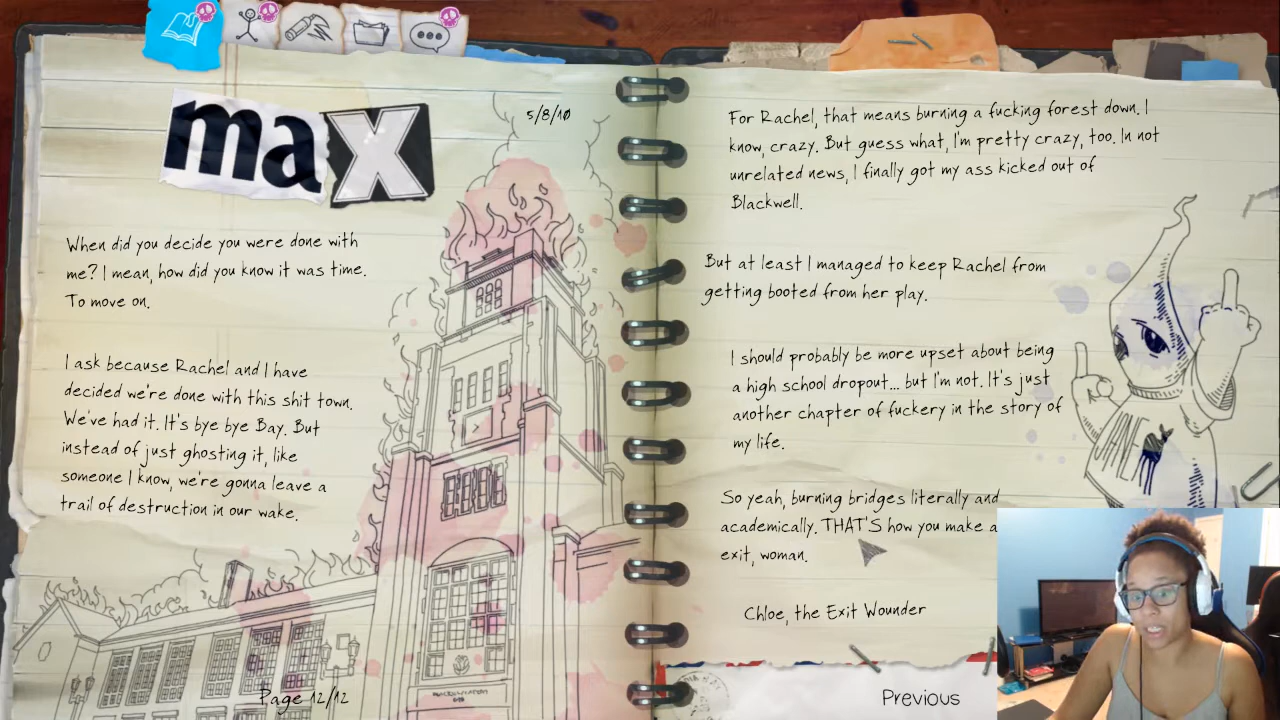 max
5/8/10
When did you decide you were done with
me? I mean, how did you know it was time.
To move on.
I ask because Rachel and I have
decided we're done with this shit town.
We've had it. It's bye bye Bay. But
instead of just ghosting it, like
someone I know, we're gonna leave a
trail of destruction in our wake.
Page 12/12
For Rachel, that means burning a fucking forest down. I
know, crazy. But guess what, I'm pretty crazy, too. In not
unrelated news, I finally got my ass kicked out of
Blackwell.
But at least I managed to keep Rachel from
getting booted from her play.
I should probably be more upset about being
a high school dropout... but I'm not. It's just
another chapter of fuckery in the story of
my life.
So yeah, burning bridges literally and
academically. THAT'S how you make a
exit, woman.
Chloe, the Exit Wounder
Previous